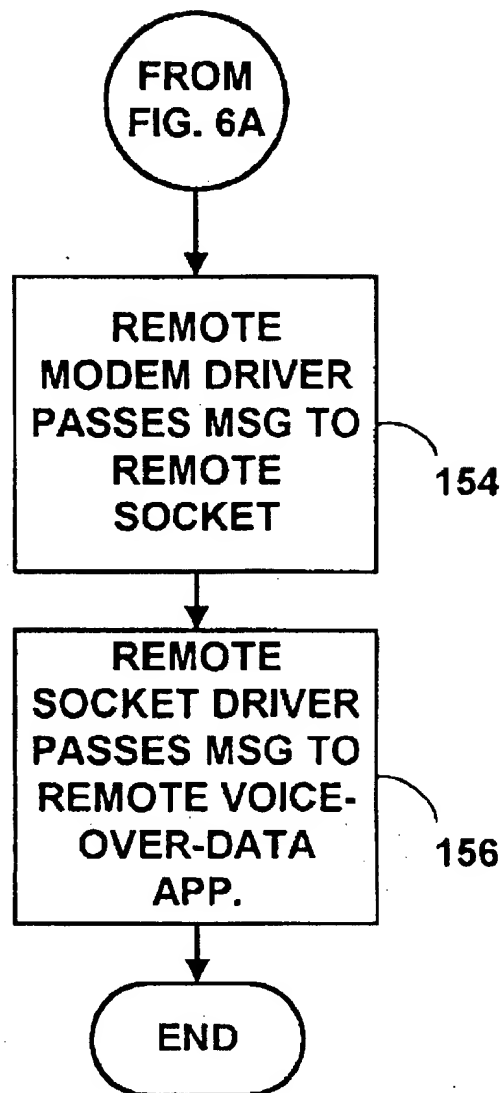 FROM
FIG. 6A
REMOTE
MODEM DRIVER
PASSES MSG TO
REMOTE
SOCKET
154
REMOTE
SOCKET DRIVER
PASSES MSG TO
REMOTE VOICE-
OVER-DATA
APP.
156
END